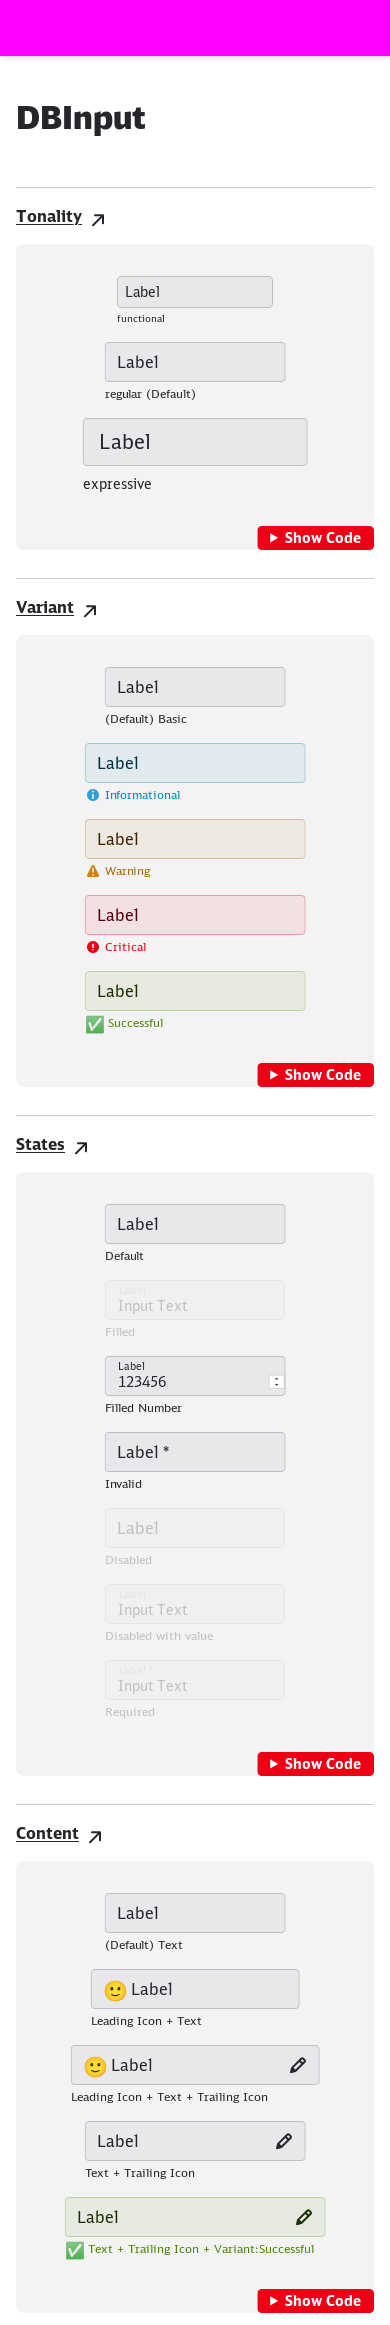 DBInput
Tonality
Label
functional
Label
regular (Default)
Label
expressive
Show Code
Variant
Label
(Default) Basic
Label
Informational
Label
Warning
Label
Critical
Label
Successful
Show Code
States
Label
Default
Label
Input Text
Filled
Label
123456
Filled Number
Label *
Invalid
Label
Disabled
Label
Input Text
Disabled with value
Label *
Input Text
Required
Show Code
Content
Label
(Default) Text
Label
Leading Icon + Text
Label
Leading Icon + Text + Trailing Icon
Label
Text + Trailing Icon
Label
Text + Trailing Icon + Variant:Successful
Show Code